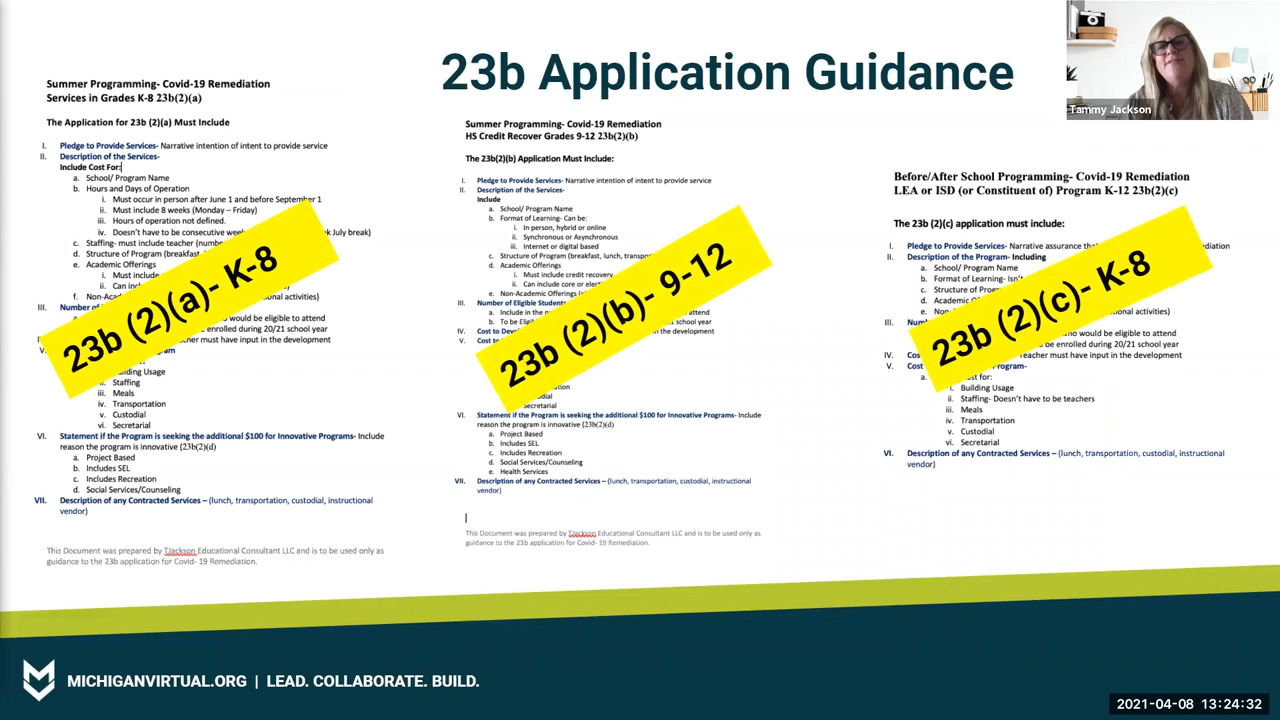 23b Application Guidance
Tammy Jackson
Summer Programming- Covid-19 Remediation
Services in Grades K-8 23b(2)(a)
The Application for 23b (2)(a) Must Include
I. Pledge to Provide Services- Narrative intention of intent to provide service
II. Description of the Services-
Include Cost For:
a. School/ Program Name
b. Hours and Days of Operation
i. Must occur in person after June 1 and before September 1
ii. Must include 8 weeks (Monday – Friday)
iii. Hours of operation not defined.
iv. Doesn't have to be consecutive week July break)
c. Staffing- must include teacher
d. Structure of Program (breakfast,
e. Academic Offerings
i. Must include
ii. Can
f. activities)
III. Number of
would be eligible to attend
enrolled during 20/21 school year
must have input in the development
Usage
ii. Staffing
iii. Meals
iv. Transportation
v. Custodial
vi. Secretarial
VI. Statement if the Program is seeking the additional $100 for Innovative Programs- Include
reason the program is innovative (23b(2)(d)
a. Project Based
b. Includes SEL
c. Includes Recreation
d. Social Services/Counseling
VII. Description of any Contracted Services – (lunch, transportation, custodial, instructional
vendor)
This Document was prepared by TJackson Educational Consultant LLC and is to be used only as
guidance to the 23b application for Covid- 19 Remediation.
23b (2)(a)- K-8
Summer Programming- Covid-19 Remediation
HS Credit Recover Grades 9-12 23b(2)(b)
The 23b(2)(b) Application Must Include:
I. Pledge to Provide Services- Narrative intention of intent to provide service
II. Description of the Services-
Include
a. School/ Program Name
b. Format of Learning- Can be:
i. In person, hybrid or online
ii. Synchronous or Asynchronous
iii. Internet or digital based
c. Structure of Program (breakfast, lunch,
d. Academic Offerings
i. Must include credit recovery
ii. Can include core or
e. Non-Academic Offerings
III. Number of Eligible
a. Include in the attend
b. To be school year
IV. Cost to in the development
V. Cost
Secretarial
VI. Statement if the Program is seeking the additional $100 for Innovative Programs- Include
reason the program is innovative (23b(2)(d)
a. Project Based
b. Includes SEL
c. Includes Recreation
d. Social Services/Counseling
e. Health Services
VII. Description of any Contracted Services – (lunch, transportation, custodial, instructional
vendor)
This Document was prepared by TJackson Educational Consultant LLC and is to be used only as
guidance to the 23b application for Covid- 19 Remediation.
23b (2)(b)- 9-12
Before/After School Programming- Covid-19 Remediation
LEA or ISD (or Constituent of) Program K-12 23b(2)(c)
The 23b (2)(c) application must include:
I. Pledge to Provide Services- Narrative assurance
II. Description of the Program- Including
a. School/ Program Name
b. Format of Learning-
c. Structure of
d. Academic
e. activities)
III. would be eligible to attend
be enrolled during 20/21 school year
IV. must have input in the development
V. Cost Program-
a. for:
i. Building Usage
ii. Staffing- Doesn't have to be teachers
iii. Meals
iv. Transportation
v. Custodial
vi. Secretarial
VI. Description of any Contracted Services – (lunch, transportation, custodial, instructional
vendor)
23b (2)(c)- K-8
MICHIGANVIRTUAL.ORG | LEAD. COLLABORATE. BUILD.
2021-04-08 13:24:32